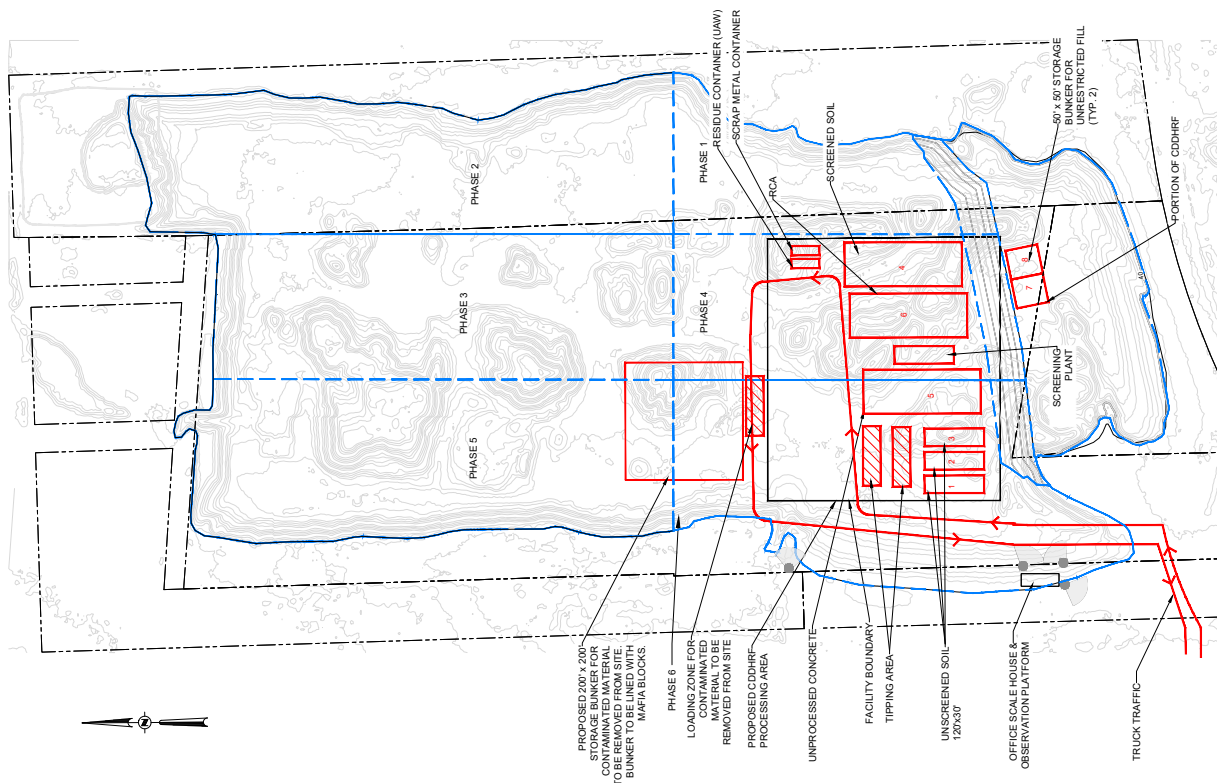 RESIDUE CONTAINER (UAW)
SCRAP METAL CONTAINER
PHASE 1
RCA
SCREENED SOIL
50' x 50' STORAGE
BUNKER FOR
UNRESTRICTED FILL
(TYP. 2)
PORTION OF CDDHRF
PHASE 2
PHASE 3
PHASE 4
PHASE 5
4
6
5
3
2
1
8
7
40
SCREENING
PLANT
N
PROPOSED 200' x 200'
STORAGE BUNKER FOR
CONTAMINATED MATERIAL
TO BE REMOVED FROM SITE.
BUNKER TO BE LINED WITH
MAFIA BLOCKS.
PHASE 6
LOADING ZONE FOR
CONTAMINATED
MATERIAL TO BE
REMOVED FROM SITE
PROPOSED CDDHRF
PROCESSING AREA
UNPROCESSED CONCRETE
FACILITY BOUNDARY
TIPPING AREA
UNSCREENED SOIL
120'x30'
OFFICE SCALE HOUSE &
OBSERVATION PLATFORM
TRUCK TRAFFIC